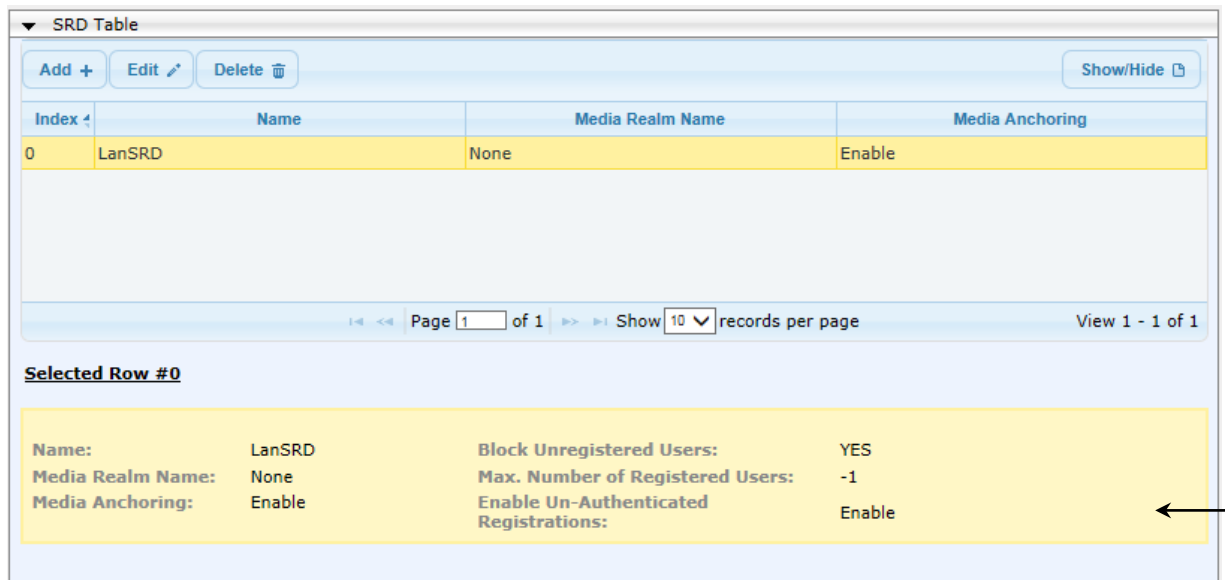 SRD Table
Add + Edit Delete Show/Hide
Index Name Media Realm Name Media Anchoring
0 LanSRD None Enable
Page 1 of 1 Show 10 records per page View 1 - 1 of 1
Selected Row #0
Name: LanSRD Block Unregistered Users: YES
Media Realm Name: None Max. Number of Registered Users: -1
Media Anchoring: Enable Enable Un-Authenticated
Registrations: Enable